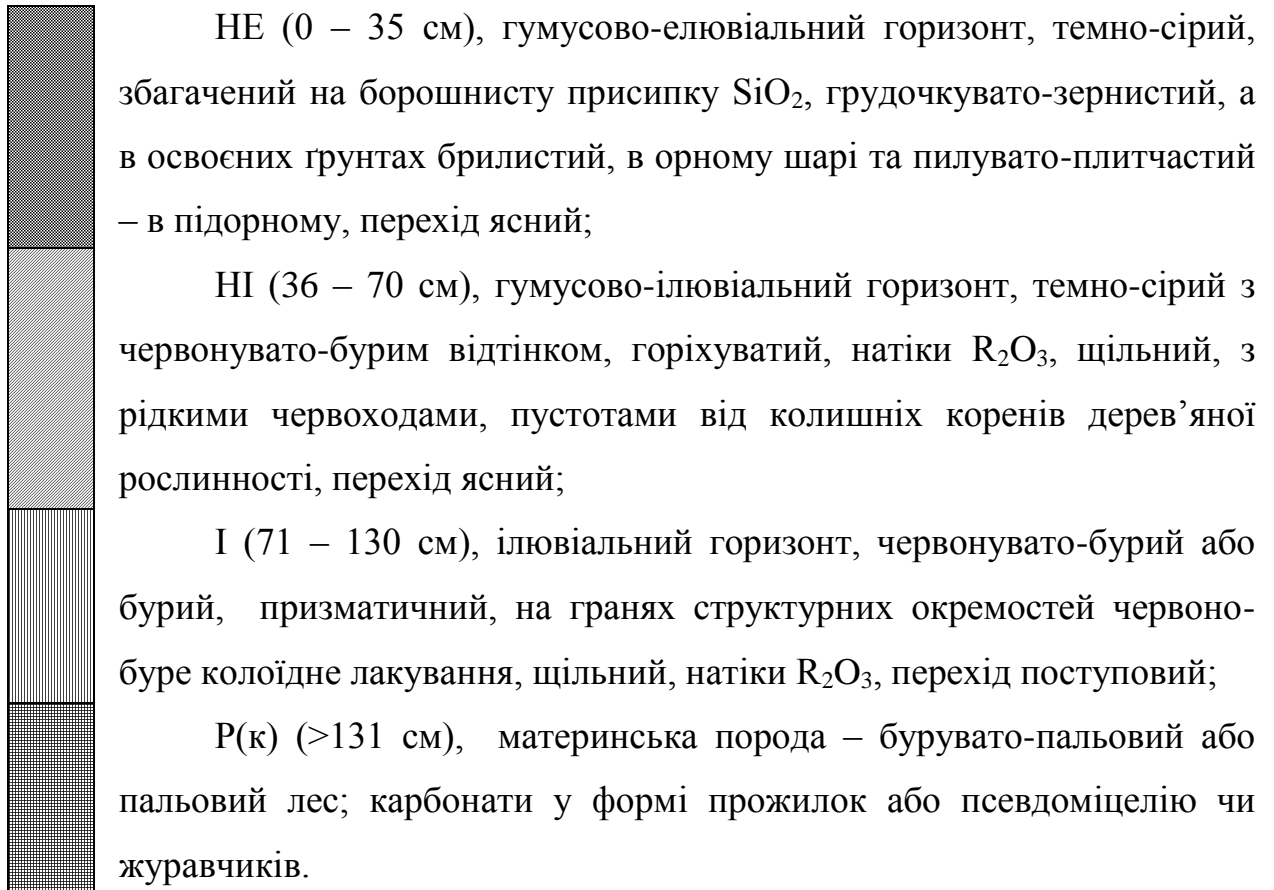 НЕ (0 – 35 см), гумусово-елювіальний горизонт, темно-сірий,
збагачений на борошнисту присипку SiO₂, грудочкувато-зернистий, а
в освоєних ґрунтах брилистий, в орному шарі та пилувато-плитчастий
– в підорному, перехід ясний;
НІ (36 – 70 см), гумусово-ілювіальний горизонт, темно-сірий з
червонувато-бурим відтінком, горіхуватий, натіки R₂O₃, щільний, з
рідкими червоходами, пустотами від колишніх коренів дерев’яної
рослинності, перехід ясний;
І (71 – 130 см), ілювіальний горизонт, червонувато-бурий або
бурий, призматичний, на гранях структурних окремостей червоно-
буре колоїдне лакування, щільний, натіки R₂O₃, перехід поступовий;
Р(к) (>131 см), материнська порода – бурувато-пальовий або
пальовий лес; карбонати у формі прожилок або псевдоміцелію чи
журавчиків.